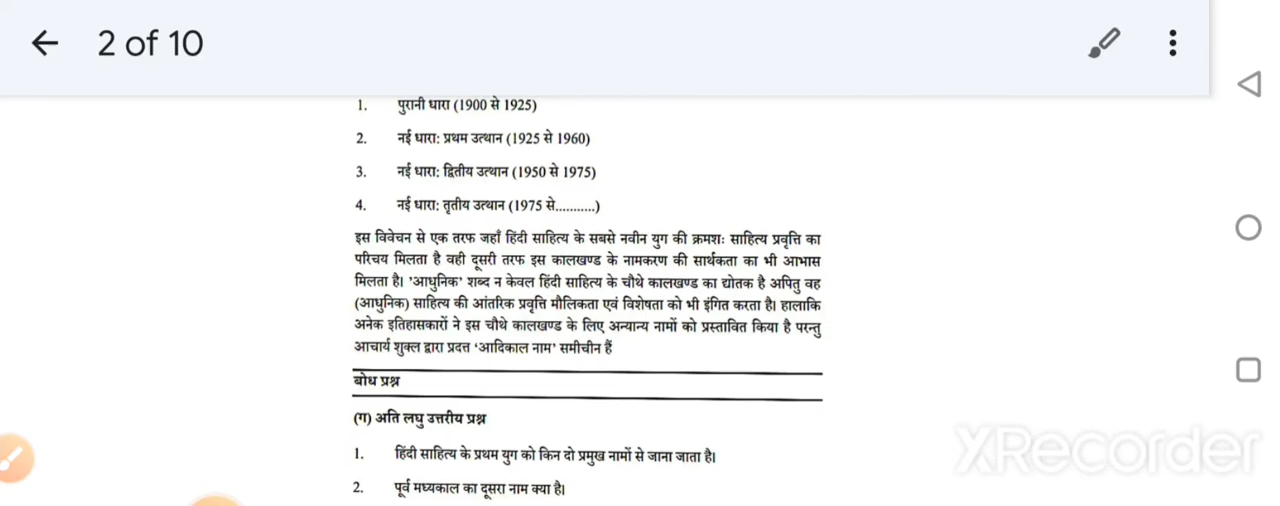 2 of 10
1. पुरानी धारा (1900 से 1925)
2. नई धारा: प्रथम उत्थान (1925 से 1960)
3. नई धारा: द्वितीय उत्थान (1950 से 1975)
4. नई धारा: तृतीय उत्थान (1975 से...........)
इस विवेचन से एक तरफ जहाँ हिंदी साहित्य के सबसे नवीन युग की क्रमशः साहित्य प्रवृत्ति का
परिचय मिलता है वही दूसरी तरफ इस कालखण्ड के नामकरण की सार्थकता का भी आभास
मिलता है। 'आधुनिक' शब्द न केवल हिंदी साहित्य के चौथे कालखण्ड का द्योतक है अपितु वह
(आधुनिक) साहित्य की आंतरिक प्रवृत्ति मौलिकता एवं विशेषता को भी इंगित करता है। हालाकि
अनेक इतिहासकारों ने इस चौथे कालखण्ड के लिए अन्यान्य नामों को प्रस्तावित किया है परन्तु
आचार्य शुक्ल द्वारा प्रदत्त 'आदिकाल नाम' समीचीन हैं
बोध प्रश्न
(ग) अति लघु उत्तरीय प्रश्न
1. हिंदी साहित्य के प्रथम युग को किन दो प्रमुख नामों से जाना जाता है।
2. पूर्व मध्यकाल का दूसरा नाम क्या है।
XRecorder